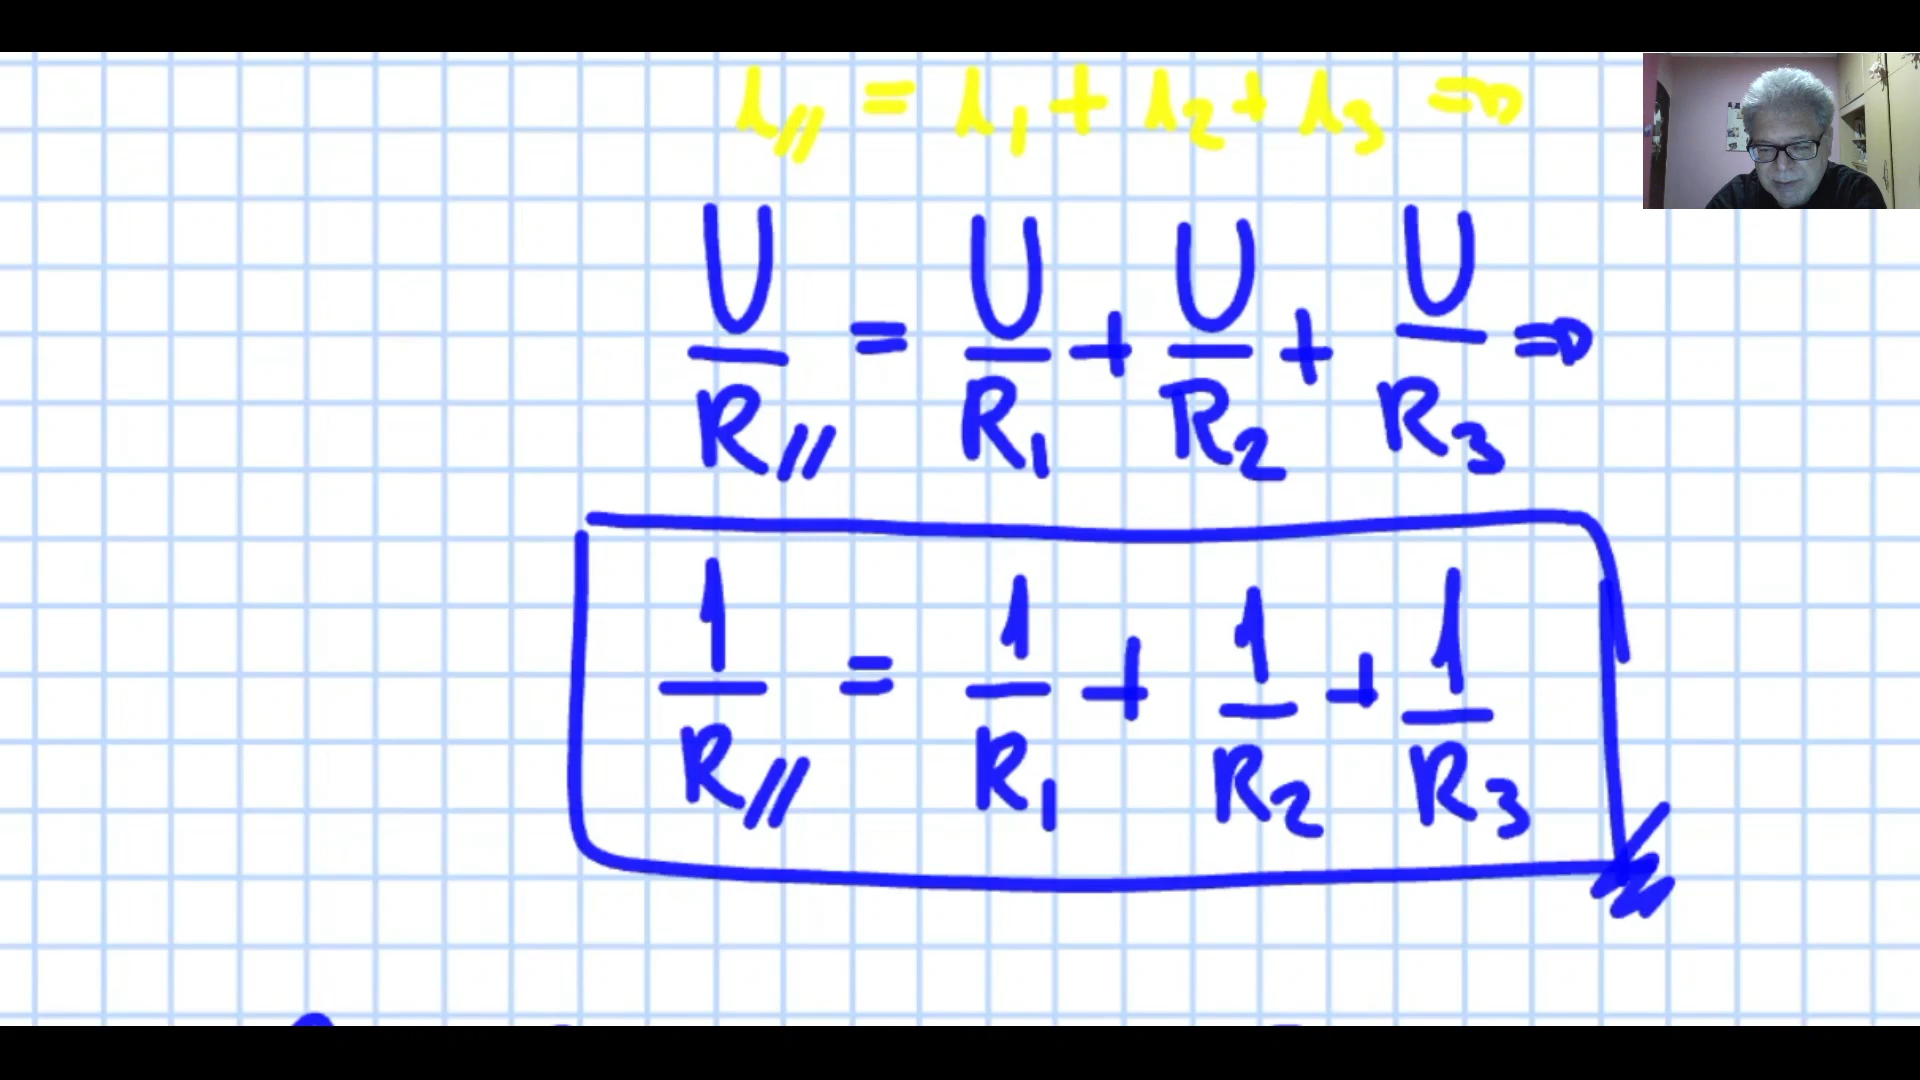 i// = i1 + i2 + i3 =>
U/R// = U/R1 + U/R2 + U/R3 =>
1/R// = 1/R1 + 1/R2 + 1/R3